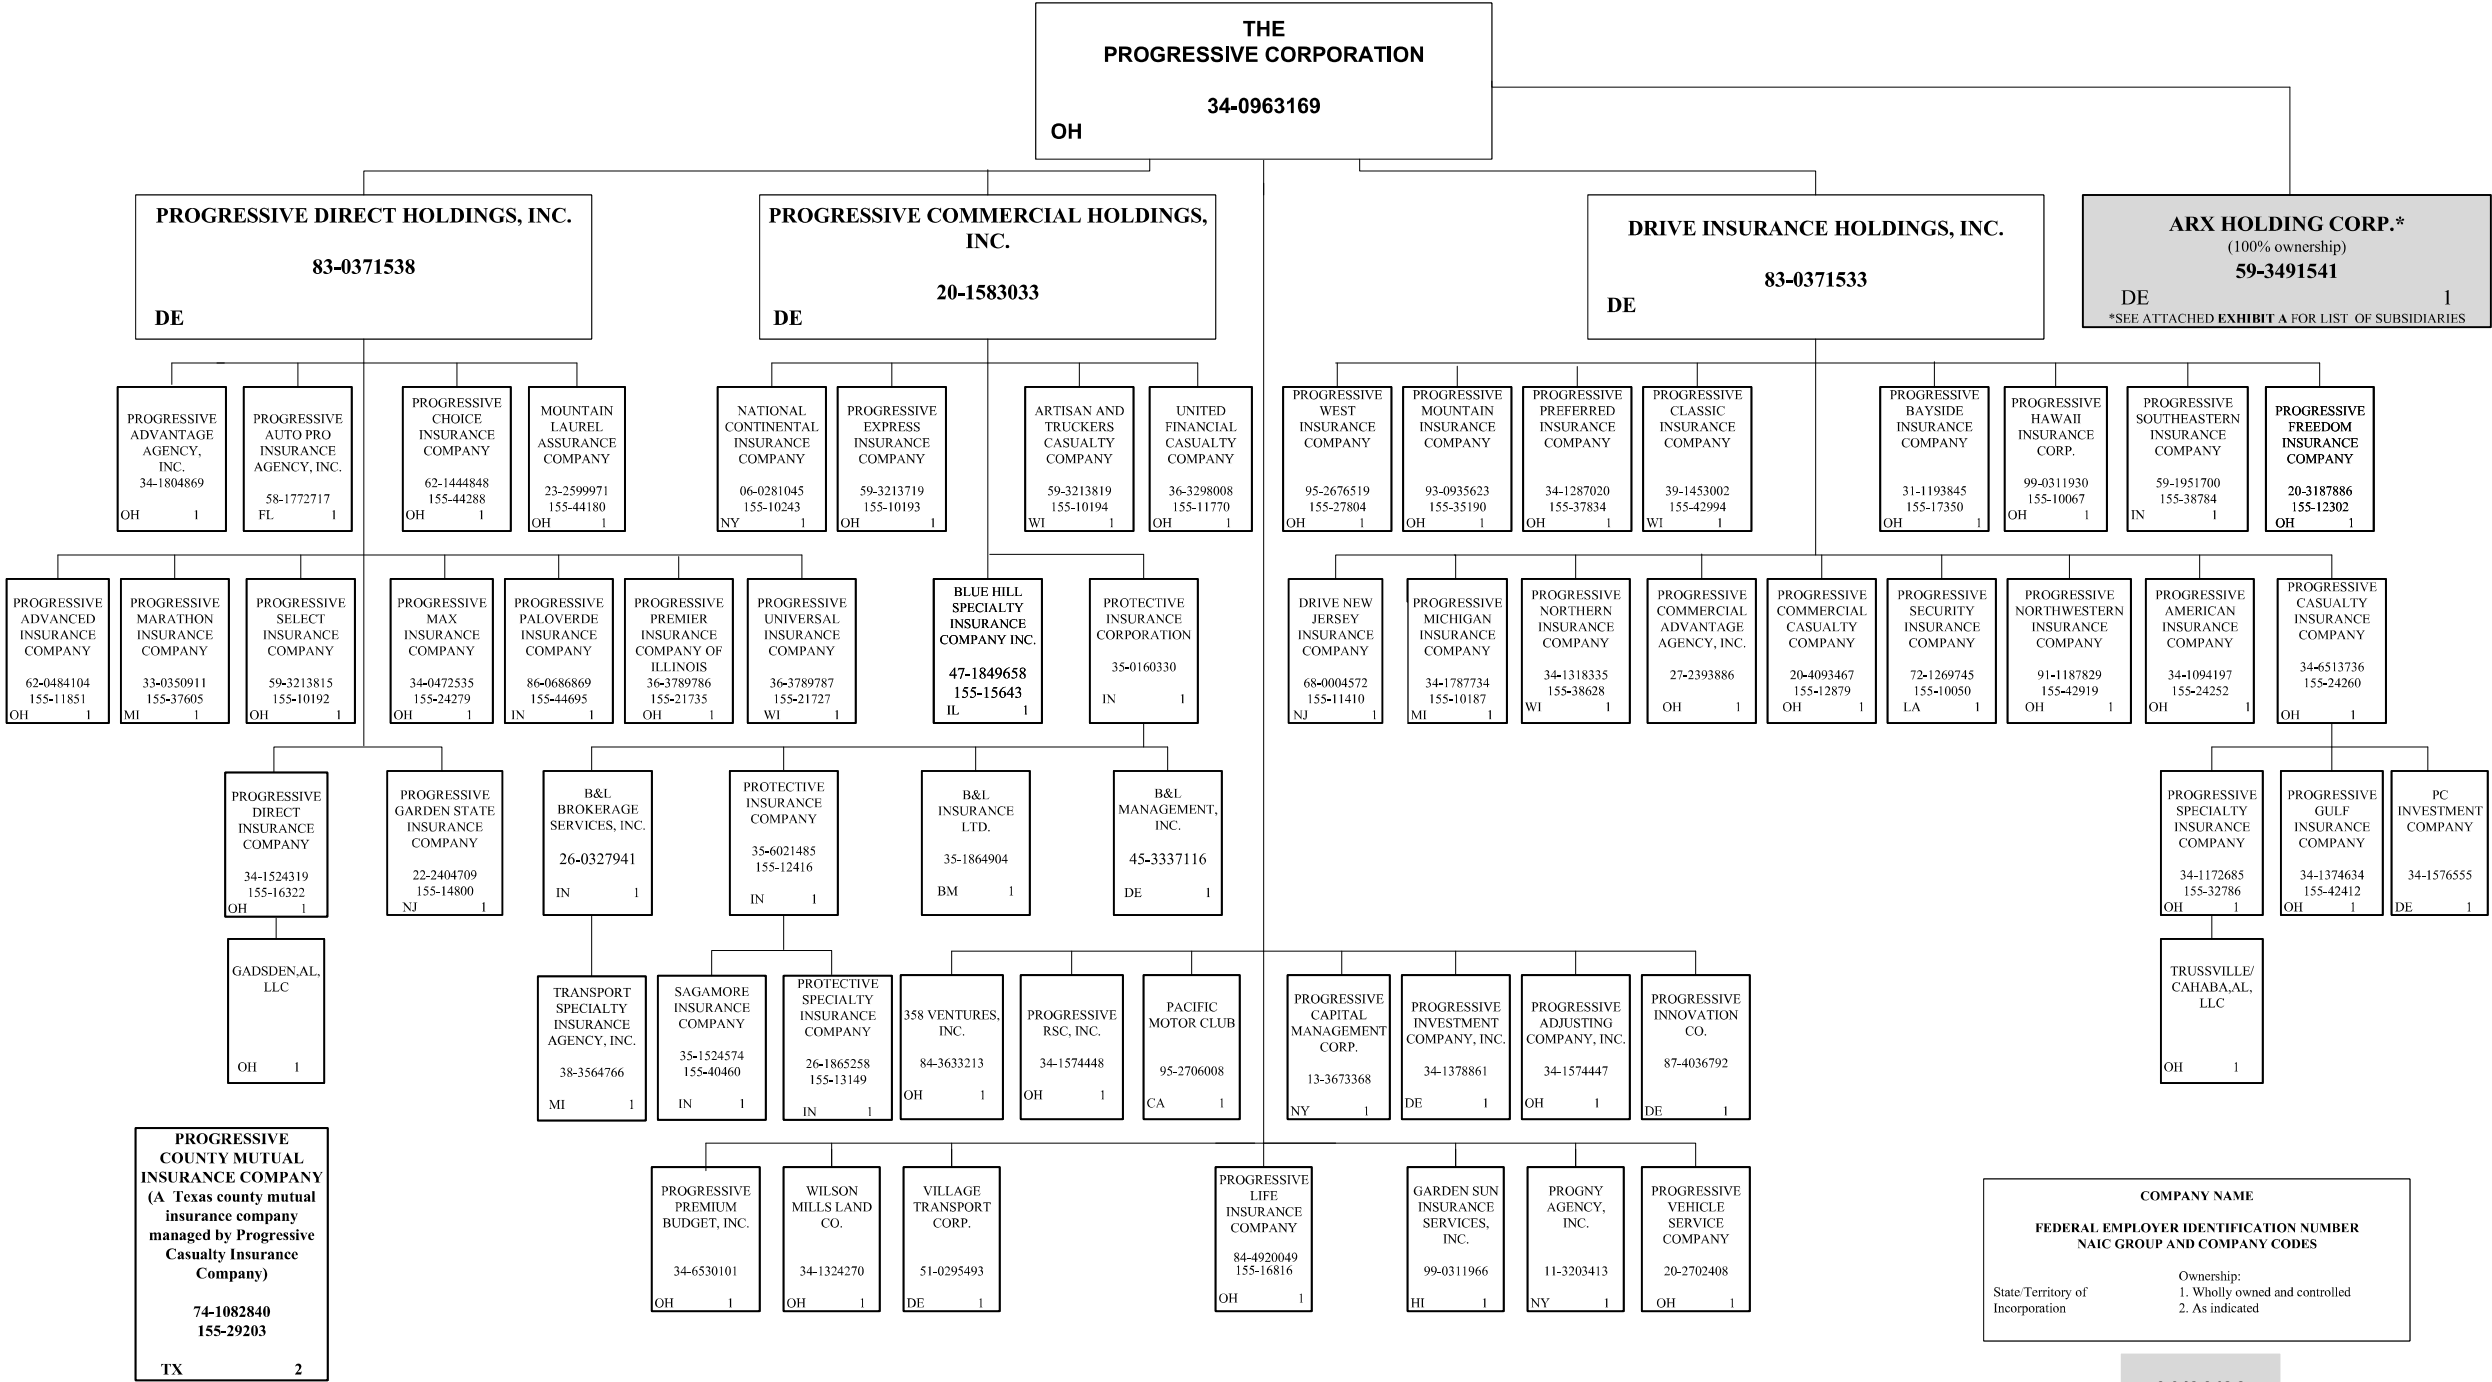 THE
PROGRESSIVE CORPORATION
34-0963169
OH
PROGRESSIVE DIRECT HOLDINGS, INC.
83-0371538
DE
PROGRESSIVE COMMERCIAL HOLDINGS,
INC.
20-1583033
DE
DRIVE INSURANCE HOLDINGS, INC.
83-0371533
DE
ARX HOLDING CORP.*
(100% ownership)
59-3491541
DE 1
*SEE ATTACHED EXHIBIT A FOR LIST OF SUBSIDIARIES
PROGRESSIVE
ADVANTAGE
AGENCY,
INC.
34-1804869
OH 1
PROGRESSIVE
AUTO PRO
INSURANCE
AGENCY, INC.
58-1772717
FL 1
PROGRESSIVE
CHOICE
INSURANCE
COMPANY
62-1444848
155-44288
OH 1
MOUNTAIN
LAUREL
ASSURANCE
COMPANY
23-2599971
155-44180
OH 1
NATIONAL
CONTINENTAL
INSURANCE
COMPANY
06-0281045
155-10243
NY 1
PROGRESSIVE
EXPRESS
INSURANCE
COMPANY
59-3213719
155-10193
OH 1
ARTISAN AND
TRUCKERS
CASUALTY
COMPANY
59-3213819
155-10194
WI 1
UNITED
FINANCIAL
CASUALTY
COMPANY
36-3298008
155-11770
OH 1
PROGRESSIVE
WEST
INSURANCE
COMPANY
95-2676519
155-27804
OH 1
PROGRESSIVE
MOUNTAIN
INSURANCE
COMPANY
93-0935623
155-35190
OH 1
PROGRESSIVE
PREFERRED
INSURANCE
COMPANY
34-1287020
155-37834
OH 1
PROGRESSIVE
CLASSIC
INSURANCE
COMPANY
39-1453002
155-42994
WI 1
PROGRESSIVE
BAYSIDE
INSURANCE
COMPANY
31-1193845
155-17350
OH 1
PROGRESSIVE
HAWAII
INSURANCE
CORP.
99-0311930
155-10067
OH 1
PROGRESSIVE
SOUTHEASTERN
INSURANCE
COMPANY
59-1951700
155-38784
IN 1
PROGRESSIVE
FREEDOM
INSURANCE
COMPANY
20-3187886
155-12302
OH 1
PROGRESSIVE
ADVANCED
INSURANCE
COMPANY
62-0484104
155-11851
OH 1
PROGRESSIVE
MARATHON
INSURANCE
COMPANY
33-0350911
155-37605
MI 1
PROGRESSIVE
SELECT
INSURANCE
COMPANY
59-3213815
155-10192
OH 1
PROGRESSIVE
MAX
INSURANCE
COMPANY
34-0472535
155-24279
OH 1
PROGRESSIVE
PALOVERDE
INSURANCE
COMPANY
86-0686869
155-44695
IN 1
PROGRESSIVE
PREMIER
INSURANCE
COMPANY OF
ILLINOIS
36-3789786
155-21735
OH 1
PROGRESSIVE
UNIVERSAL
INSURANCE
COMPANY
36-3789787
155-21727
WI 1
BLUE HILL
SPECIALTY
INSURANCE
COMPANY INC.
47-1849658
155-15643
IL 1
PROTECTIVE
INSURANCE
CORPORATION
35-0160330
IN 1
DRIVE NEW
JERSEY
INSURANCE
COMPANY
68-0004572
155-11410
NJ 1
PROGRESSIVE
MICHIGAN
INSURANCE
COMPANY
34-1787734
155-10187
MI 1
PROGRESSIVE
NORTHERN
INSURANCE
COMPANY
34-1318335
155-38628
WI 1
PROGRESSIVE
COMMERCIAL
ADVANTAGE
AGENCY, INC.
27-2393886
OH 1
PROGRESSIVE
COMMERCIAL
CASUALTY
COMPANY
20-4093467
155-12879
OH 1
PROGRESSIVE
SECURITY
INSURANCE
COMPANY
72-1269745
155-10050
LA 1
PROGRESSIVE
NORTHWESTERN
INSURANCE
COMPANY
91-1187829
155-42919
OH 1
PROGRESSIVE
AMERICAN
INSURANCE
COMPANY
34-1094197
155-24252
OH 1
PROGRESSIVE
CASUALTY
INSURANCE
COMPANY
34-6513736
155-24260
OH 1
PROGRESSIVE
DIRECT
INSURANCE
COMPANY
34-1524319
155-16322
OH 1
PROGRESSIVE
GARDEN STATE
INSURANCE
COMPANY
22-2404709
155-14800
NJ 1
B&L
BROKERAGE
SERVICES, INC.
26-0327941
IN 1
PROTECTIVE
INSURANCE
COMPANY
35-6021485
155-12416
IN 1
B&L
INSURANCE
LTD.
35-1864904
BM 1
B&L
MANAGEMENT,
INC.
45-3337116
DE 1
PROGRESSIVE
SPECIALTY
INSURANCE
COMPANY
34-1172685
155-32786
OH 1
PROGRESSIVE
GULF
INSURANCE
COMPANY
34-1374634
155-42412
OH 1
PC
INVESTMENT
COMPANY
34-1576555
DE 1
GADSDEN,AL,
LLC
OH 1
TRANSPORT
SPECIALTY
INSURANCE
AGENCY, INC.
38-3564766
MI 1
SAGAMORE
INSURANCE
COMPANY
35-1524574
155-40460
IN 1
PROTECTIVE
SPECIALTY
INSURANCE
COMPANY
26-1865258
155-13149
IN 1
358 VENTURES,
INC.
84-3633213
OH 1
PROGRESSIVE
RSC, INC.
34-1574448
OH 1
PACIFIC
MOTOR CLUB
95-2706008
CA 1
PROGRESSIVE
CAPITAL
MANAGEMENT
CORP.
13-3673368
NY 1
PROGRESSIVE
INVESTMENT
COMPANY, INC.
34-1378861
DE 1
PROGRESSIVE
ADJUSTING
COMPANY, INC.
34-1574447
OH 1
PROGRESSIVE
INNOVATION
CO.
87-4036792
DE 1
TRUSSVILLE/
CAHABA,AL,
LLC
OH 1
PROGRESSIVE
COUNTY MUTUAL
INSURANCE COMPANY
(A Texas county mutual
insurance company
managed by Progressive
Casualty Insurance
Company)
74-1082840
155-29203
TX 2
PROGRESSIVE
PREMIUM
BUDGET, INC.
34-6530101
OH 1
WILSON
MILLS LAND
CO.
34-1324270
OH 1
VILLAGE
TRANSPORT
CORP.
51-0295493
DE 1
PROGRESSIVE
LIFE
INSURANCE
COMPANY
84-4920049
155-16816
OH 1
GARDEN SUN
INSURANCE
SERVICES,
INC.
99-0311966
HI 1
PROGNY
AGENCY,
INC.
11-3203413
NY 1
PROGRESSIVE
VEHICLE
SERVICE
COMPANY
20-2702408
OH 1
COMPANY NAME
FEDERAL EMPLOYER IDENTIFICATION NUMBER
NAIC GROUP AND COMPANY CODES
Ownership:
State/Territory of 1. Wholly owned and controlled
Incorporation 2. As indicated